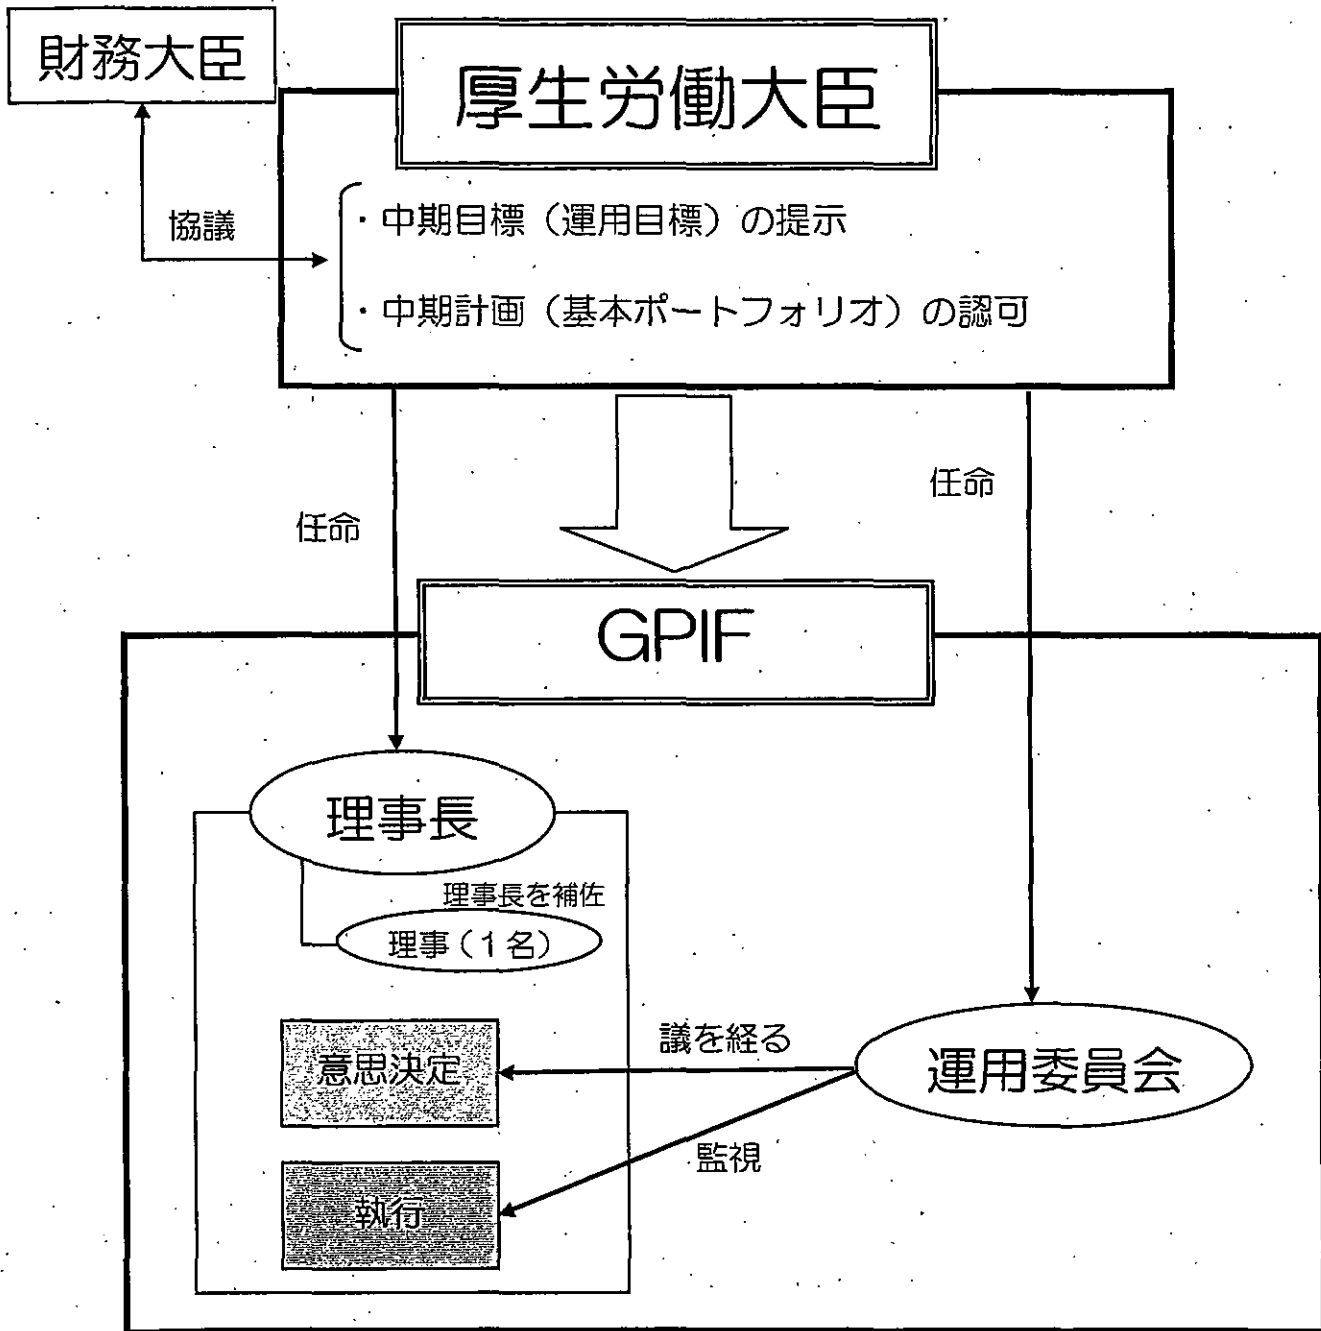 財務大臣
厚生労働大臣
協議
・中期目標（運用目標）の提示
・中期計画（基本ポートフォリオ）の認可
任命
任命
GPIF
理事長
理事長を補佐
理事（１名）
意思決定
議を経る
運用委員会
監視
執行